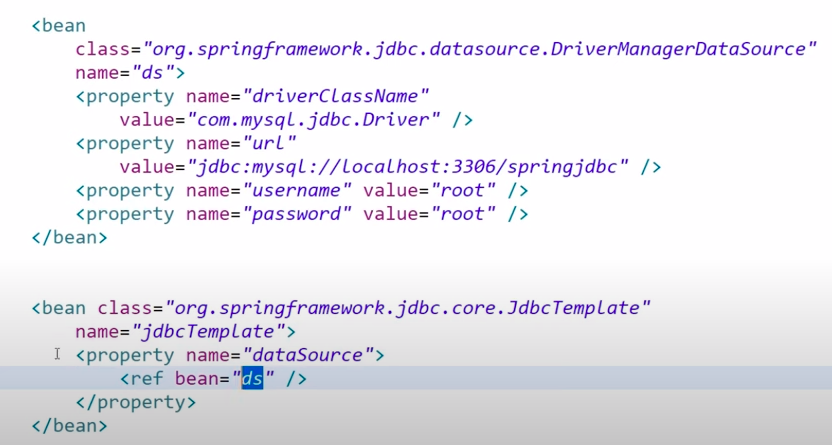 <bean
class="org.springframework.jdbc.datasource.DriverManagerDataSource"
name="ds">
<property name="driverClassName"
value="com.mysql.jdbc.Driver" />
<property name="url"
value="jdbc:mysql://localhost:3306/springjdbc" />
<property name="username" value="root" />
<property name="password" value="root" />
</bean>
<bean class="org.springframework.jdbc.core.JdbcTemplate"
name="jdbcTemplate">
<property name="dataSource">
<ref bean="ds" />
</property>
</bean>